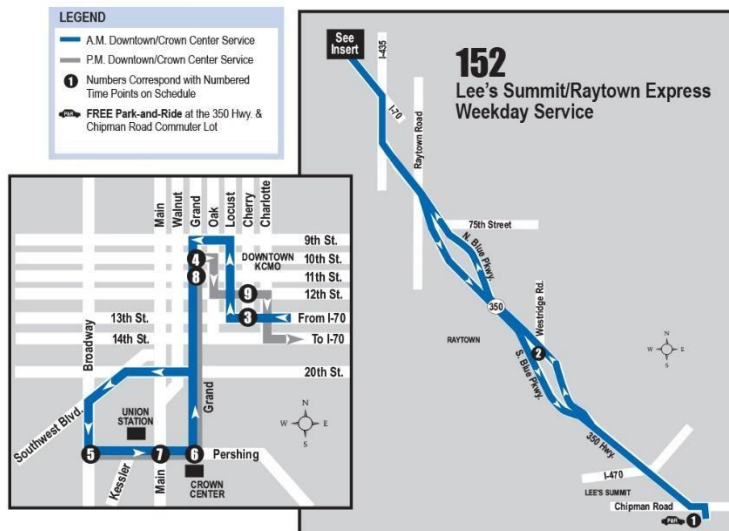 LEGEND
A.M. Downtown/Crown Center Service
P.M. Downtown/Crown Center Service
1 Numbers Correspond with Numbered
Time Points on Schedule
P&R FREE Park-and-Ride at the 350 Hwy. &
Chipman Road Commuter Lot
152
Lee's Summit/Raytown Express
Weekday Service
See
Insert
I-435
I-70
Raytown Road
75th Street
N. Blue Pkwy.
350
Westridge Rd.
RAYTOWN
2
S. Blue Pkwy.
N
W E
S
350 Hwy.
I-470
LEE'S SUMMIT
Chipman Road
P&R 1
Main
Walnut
Grand
Oak
Locust
Cherry
Charlotte
9th St.
4 DOWNTOWN 10th St.
KCMO
8 11th St.
9 12th St.
13th St. 3 From I-70
14th St. To I-70
Broadway
20th St.
Southwest Blvd.
Grand
UNION
STATION
N
W E
S
5 7 6 Pershing
Kessler
Main
CROWN
CENTER